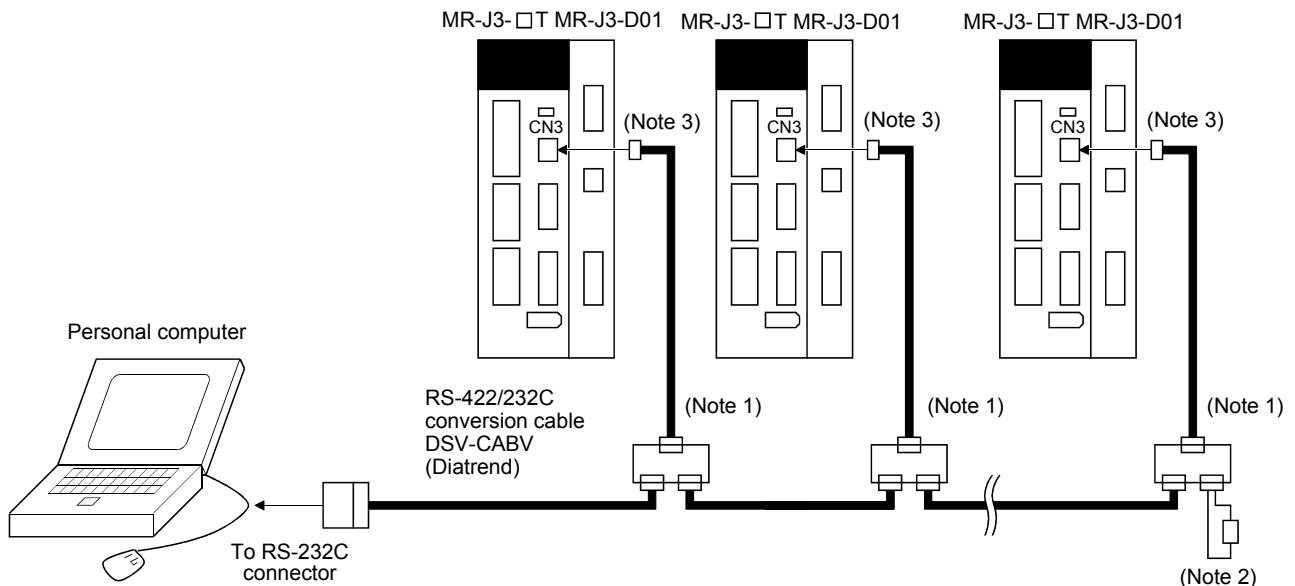 MR-J3-□T MR-J3-D01
MR-J3-□T MR-J3-D01
MR-J3-□T MR-J3-D01
CN3
(Note 3)
CN3
(Note 3)
CN3
(Note 3)
Personal computer
RS-422/232C
conversion cable
DSV-CABV
(Diatrend)
(Note 1)
(Note 1)
(Note 1)
To RS-232C
connector
(Note 2)